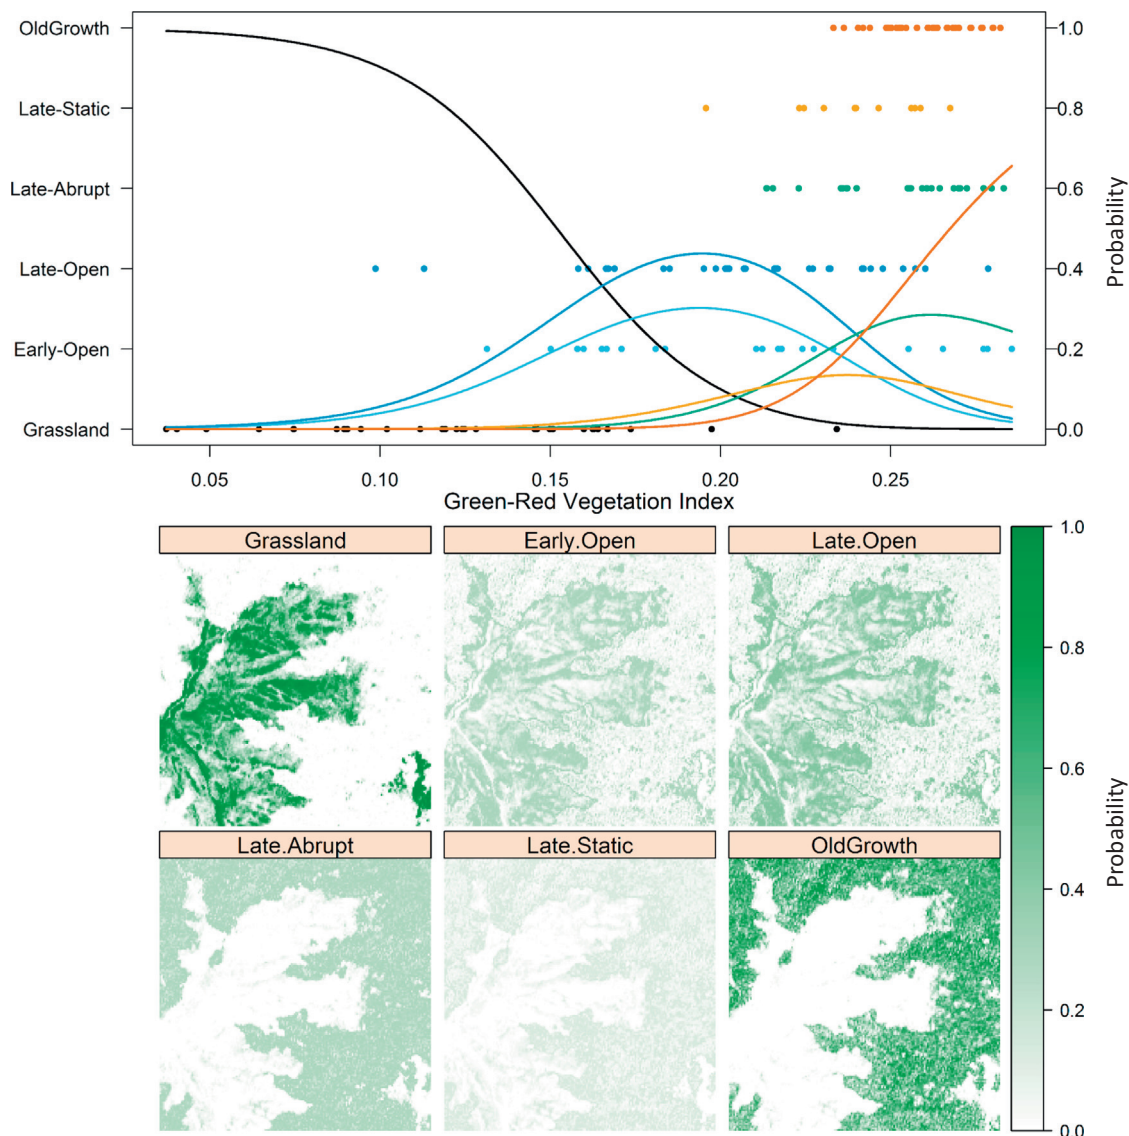 OldGrowth
Late-Static
Late-Abrupt
Late-Open
Early-Open
Grassland
1.0
0.8
0.6
0.4
0.2
0.0
Probability
0.05 0.10 0.15 0.20 0.25
Green-Red Vegetation Index
Grassland Early.Open Late.Open
Late.Abrupt Late.Static OldGrowth
1.0
0.8
0.6
0.4
0.2
0.0
Probability